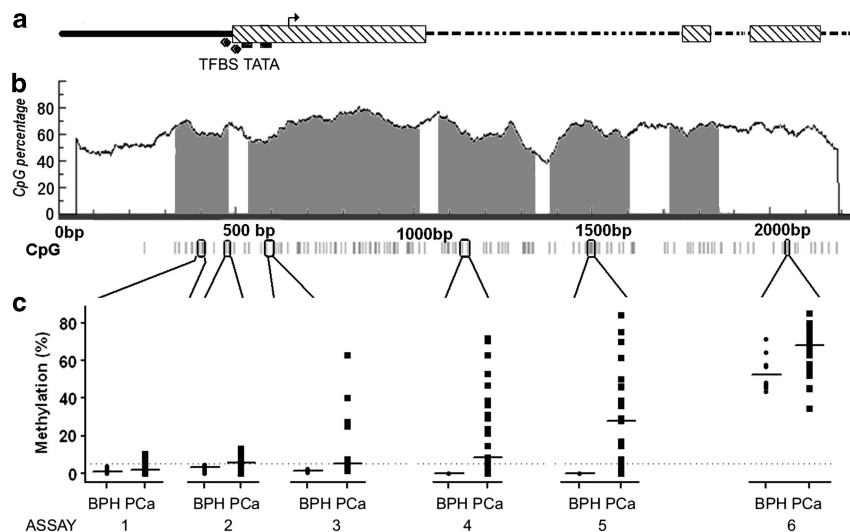 a
TFBS TATA
b
CpG percentage
80
60
40
20
0
0bp 500 bp 1000bp 1500bp 2000bp
CpG
c
Methylation (%)
80
60
40
20
0
BPH PCa BPH PCa BPH PCa BPH PCa BPH PCa BPH PCa
ASSAY 1 2 3 4 5 6